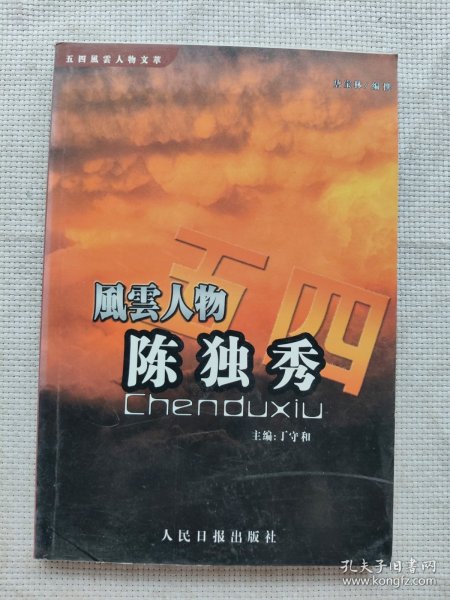 五四風雲人物文萃
唐宝林/编撰
五四
風雲人物
陈独秀
Chenduxiu
主编:丁守和
人民日报出版社
孔夫子旧书网
www.kongfz.com